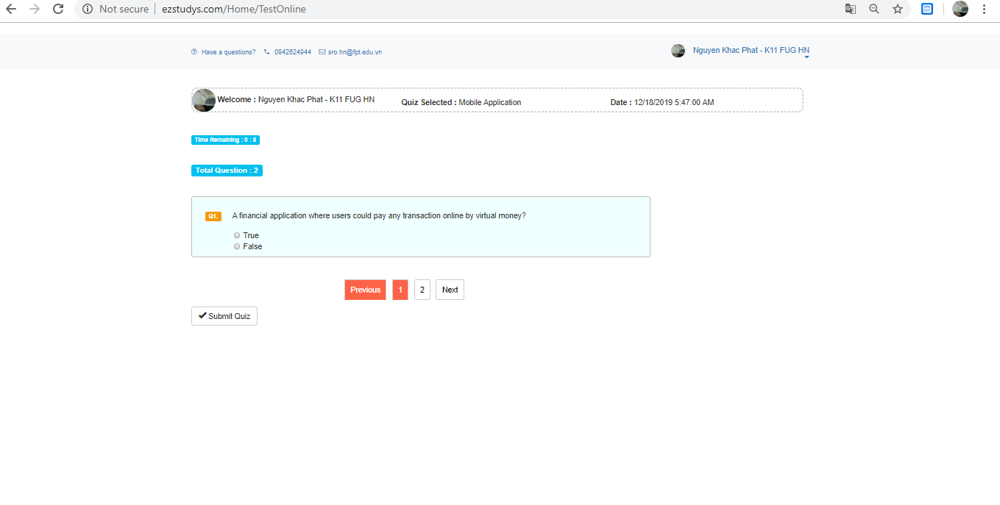 Not secure | ezstudys.com/Home/TestOnline
Have a questions? 0942624944 sro.hn@fpt.edu.vn
Nguyen Khac Phat - K11 FUG HN
Welcome : Nguyen Khac Phat - K11 FUG HN
Quiz Selected : Mobile Application
Date : 12/18/2019 5:47:00 AM
Time Remaining : 0 : 8
Total Question : 2
Q1. A financial application where users could pay any transaction online by virtual money?
True
False
Previous 1 2 Next
Submit Quiz